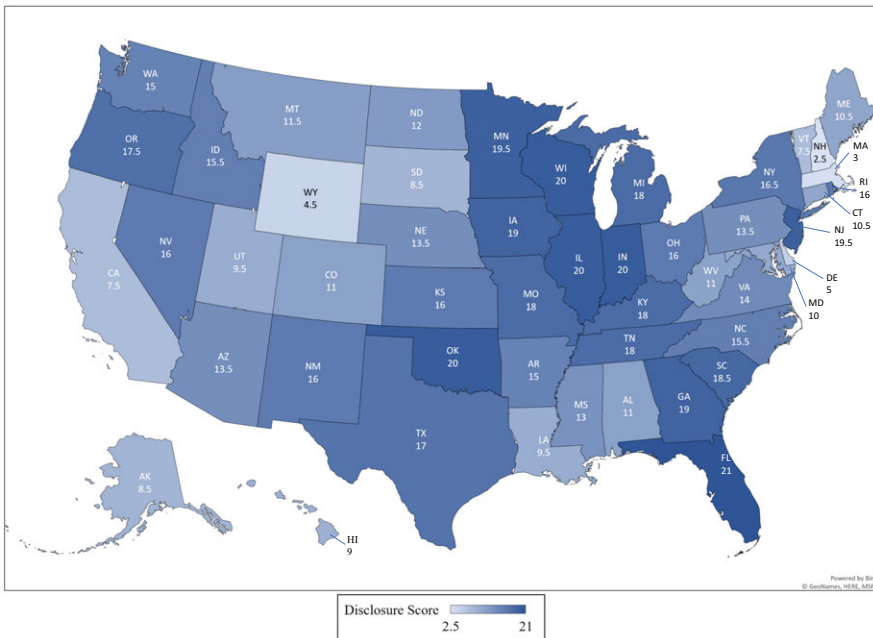 WA
15
MT
11.5
ND
12
MN
19.5
ME
10.5
VT
7.5
NH
2.5
MA
3
OR
17.5
ID
15.5
SD
8.5
WI
20
MI
18
NY
16.5
RI
16
WY
4.5
CT
10.5
IA
19
NE
13.5
PA
13.5
NJ
19.5
NV
16
UT
9.5
CO
11
IL
20
IN
20
OH
16
WV
11
DE
5
CA
7.5
KS
16
MO
18
KY
18
VA
14
MD
10
AZ
13.5
NM
16
OK
20
AR
15
TN
18
NC
15.5
SC
18.5
MS
13
AL
11
GA
19
TX
17
LA
9.5
FL
21
AK
8.5
HI
9
Powered by Bin
© GeoNames, HERE, MSF
Disclosure Score
2.5 21